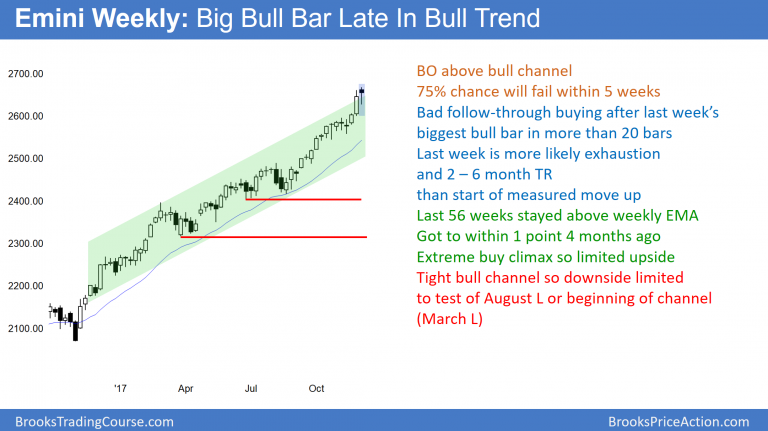 Emini Weekly: Big Bull Bar Late In Bull Trend
2700.00
2600.00
2500.00
2400.00
2300.00
2200.00
2100.00
'17
Apr
Jul
Oct
BO above bull channel
75% chance will fail within 5 weeks
Bad follow-through buying after last week's
biggest bull bar in more than 20 bars
Last week is more likely exhaustion
and 2 – 6 month TR
than start of measured move up
Last 56 weeks stayed above weekly EMA
Got to within 1 point 4 months ago
Extreme buy climax so limited upside
Tight bull channel so downside limited
to test of August L or beginning of channel
(March L)
BrooksTradingCourse.com
BrooksPriceAction.com